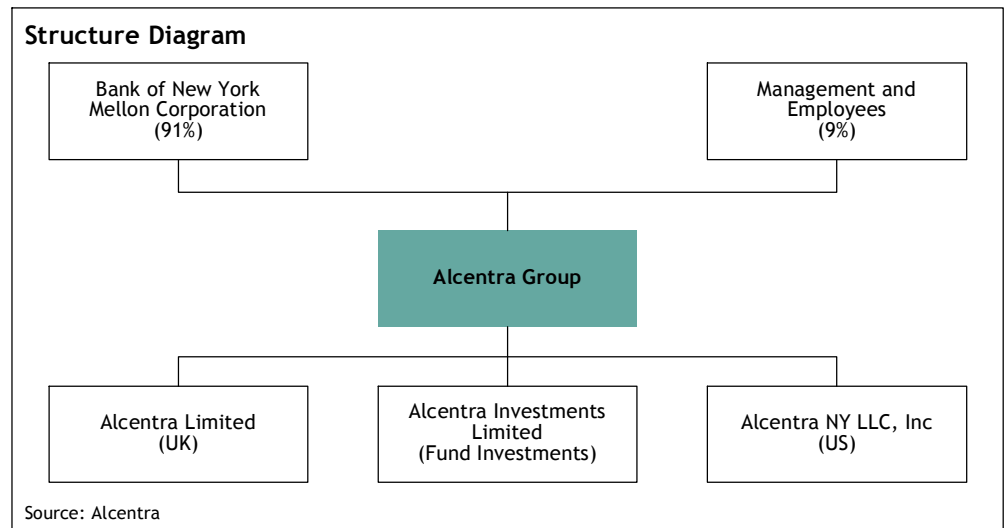 Structure Diagram
Bank of New York
Mellon Corporation
(91%)
Management and
Employees
(9%)
Alcentra Group
Alcentra Limited
(UK)
Alcentra Investments
Limited
(Fund Investments)
Alcentra NY LLC, Inc
(US)
Source: Alcentra